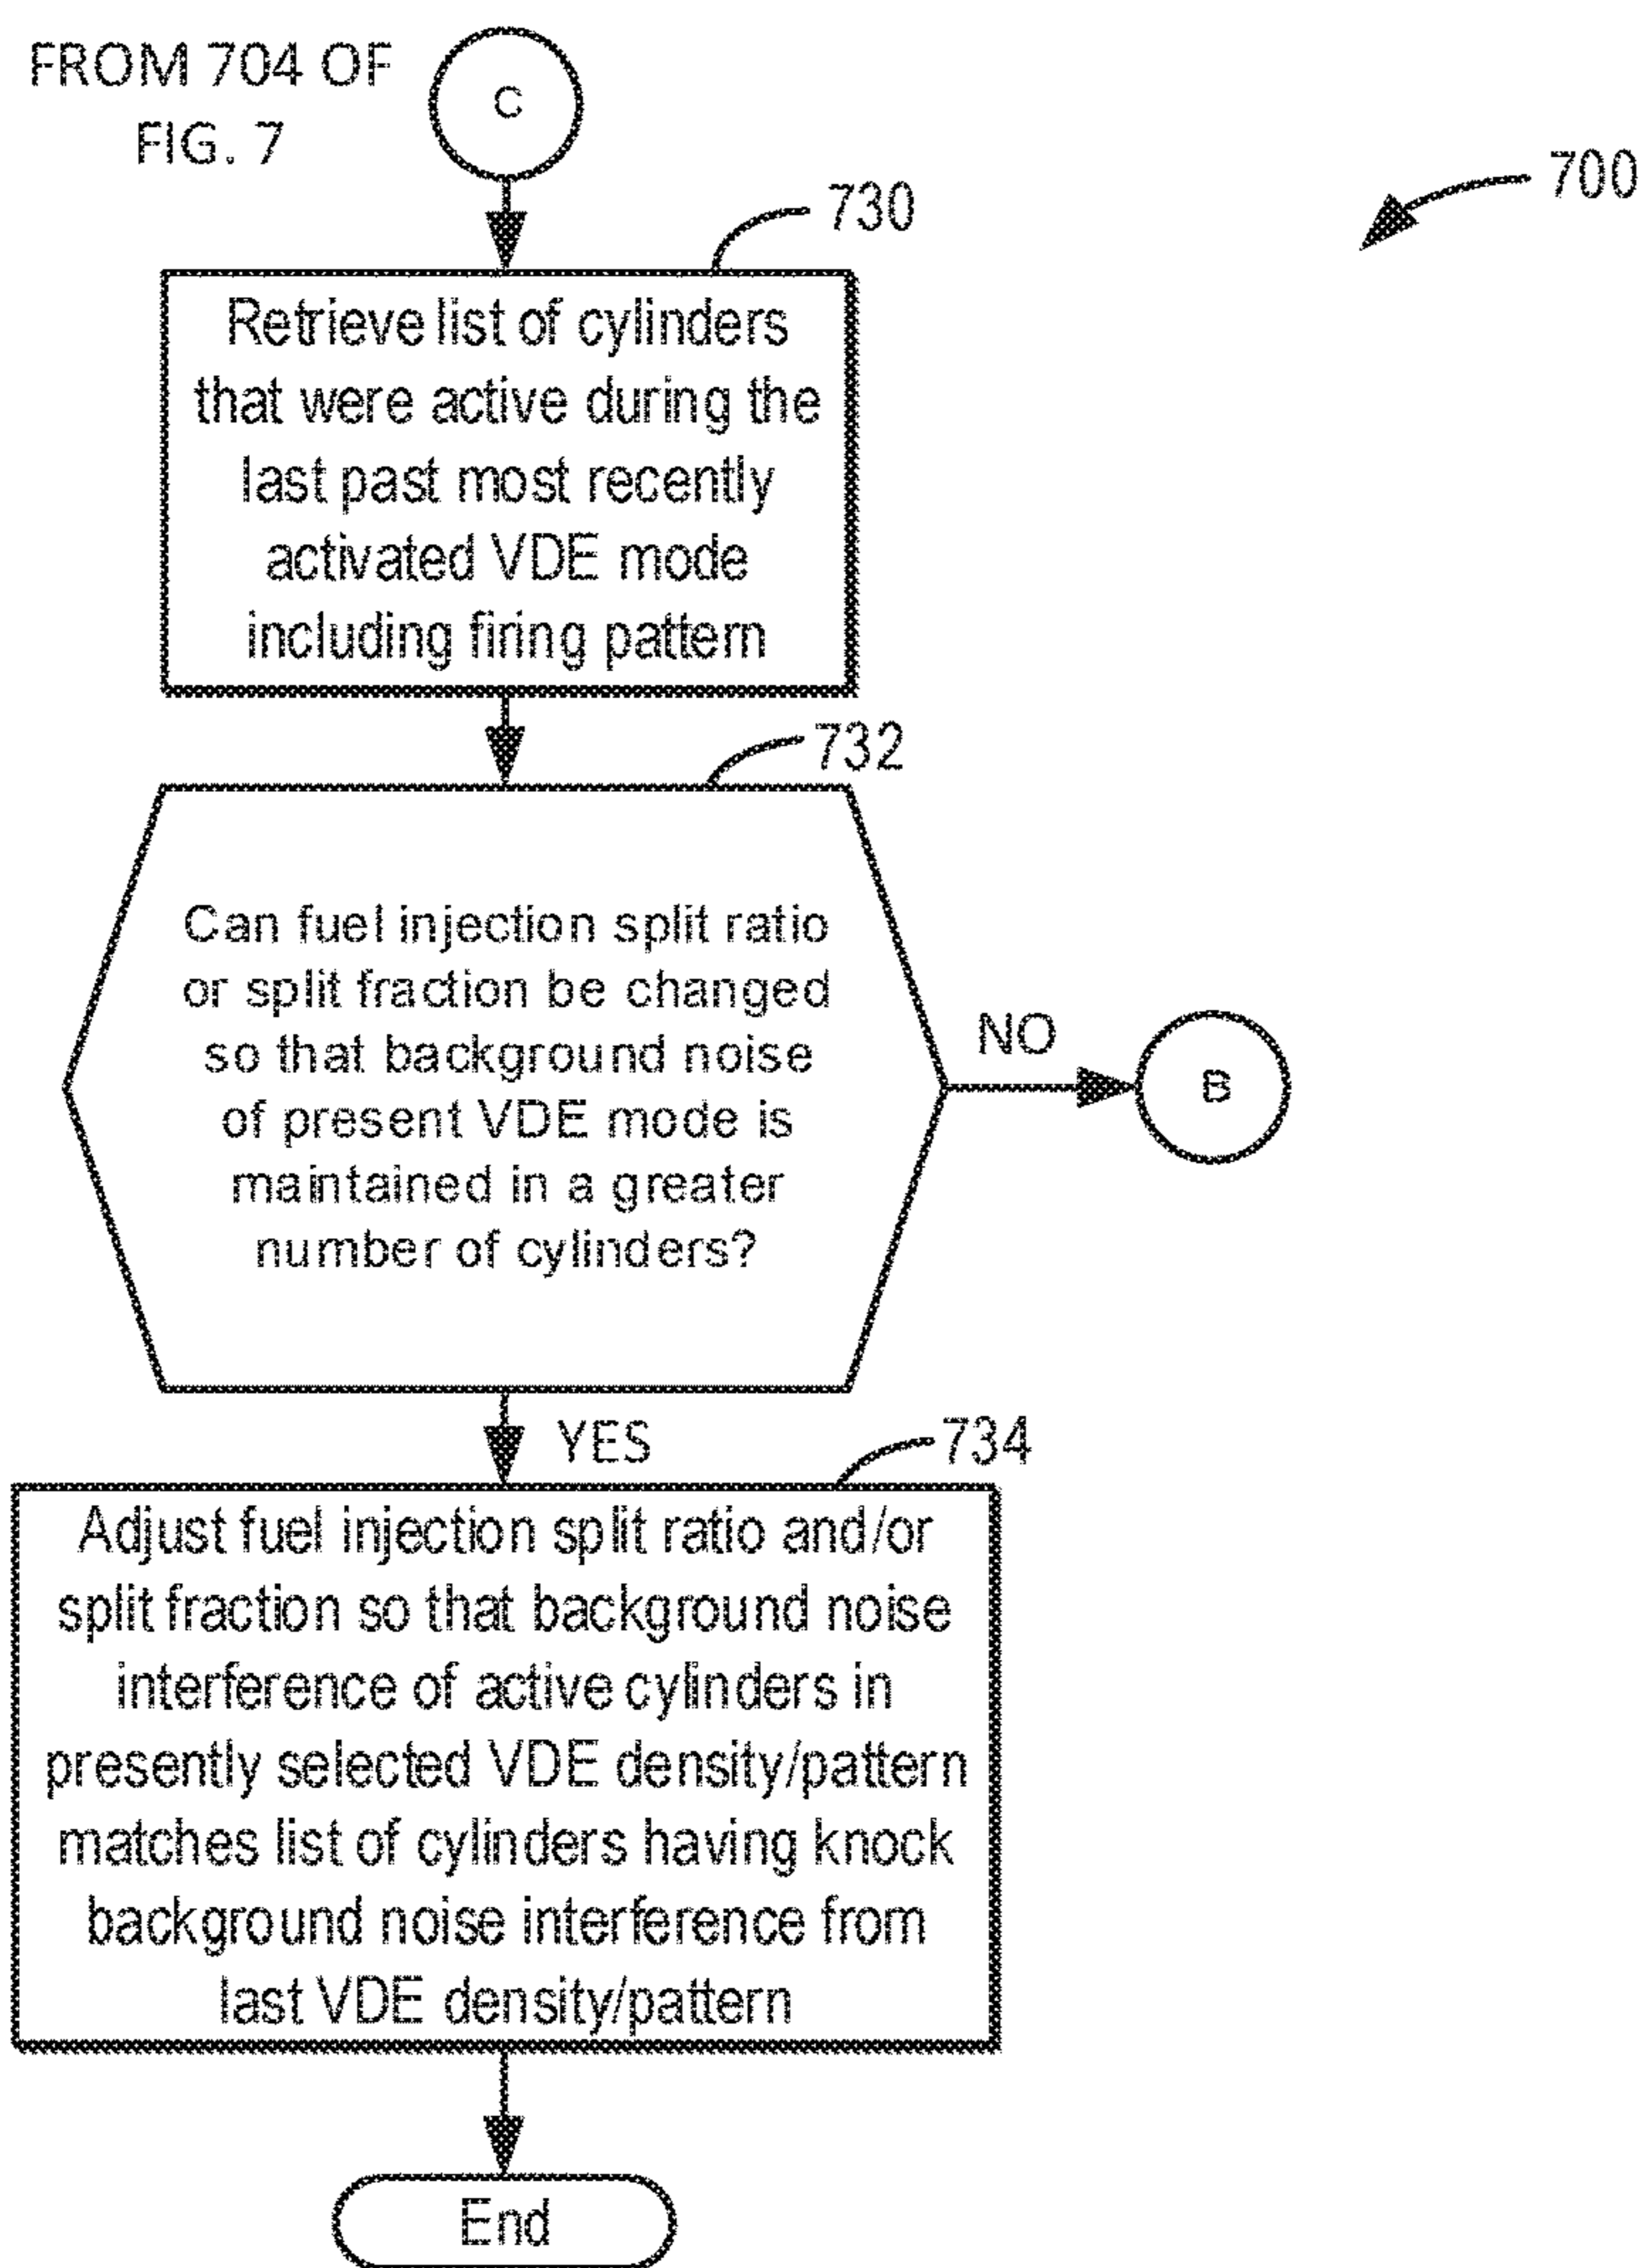 FROM 704 OF
FIG. 7
C
700
730
Retrieve list of cylinders
that were active during the
last past most recently
activated VDE mode
including firing pattern
732
Can fuel injection split ratio
or split fraction be changed
so that background noise
of present VDE mode is
maintained in a greater
number of cylinders?
NO
B
YES
734
Adjust fuel injection split ratio and/or
split fraction so that background noise
interference of active cylinders in
presently selected VDE density/pattern
matches list of cylinders having knock
background noise interference from
last VDE density/pattern
End